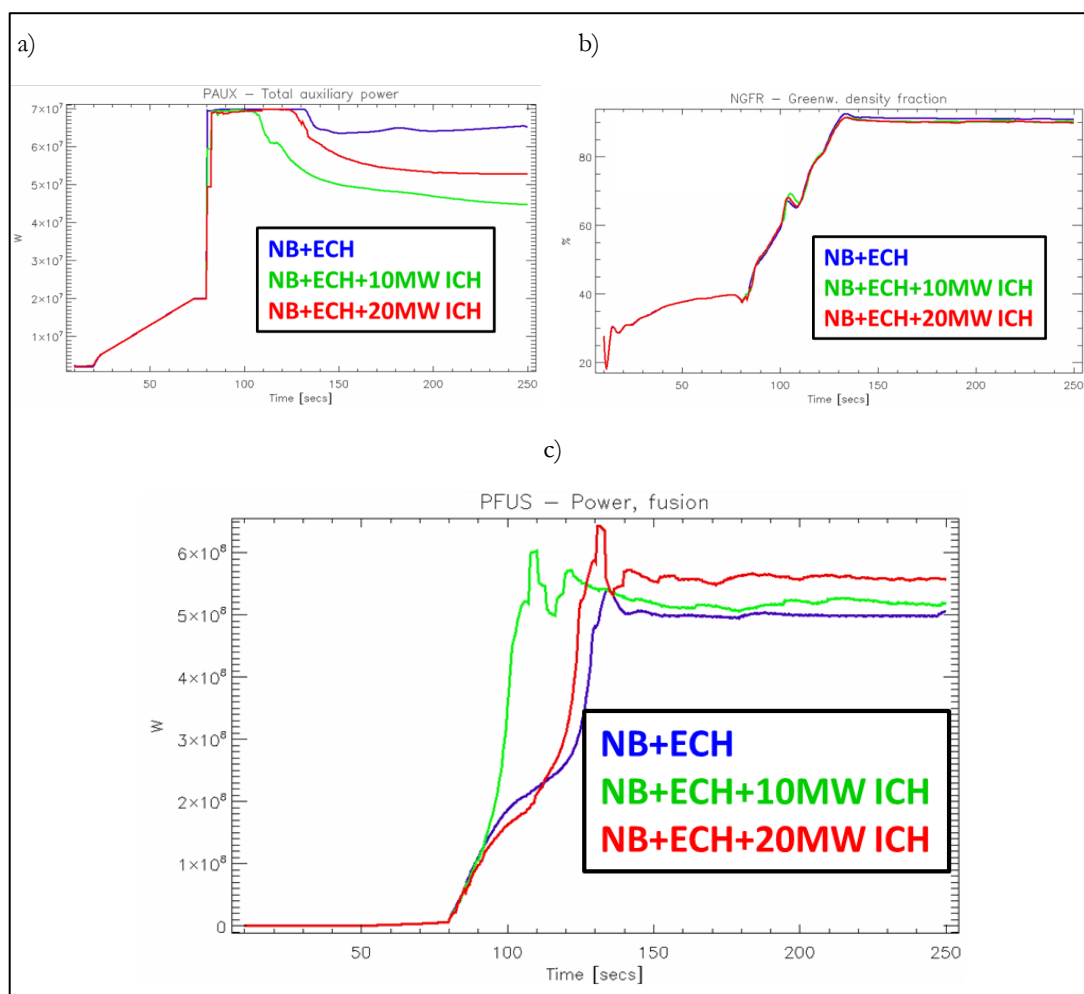 a)
PAUX – Total auxiliary power
7×10⁷
6×10⁷
5×10⁷
4×10⁷
3×10⁷
2×10⁷
1×10⁷
W
50
100
150
200
250
Time [secs]
NB+ECH
NB+ECH+10MW ICH
NB+ECH+20MW ICH
b)
NGFR – Greenw. density fraction
80
60
40
20
%
50
100
150
200
250
Time [secs]
NB+ECH
NB+ECH+10MW ICH
NB+ECH+20MW ICH
c)
PFUS – Power, fusion
6×10⁸
5×10⁸
4×10⁸
3×10⁸
2×10⁸
1×10⁸
0
W
50
100
150
200
250
Time [secs]
NB+ECH
NB+ECH+10MW ICH
NB+ECH+20MW ICH